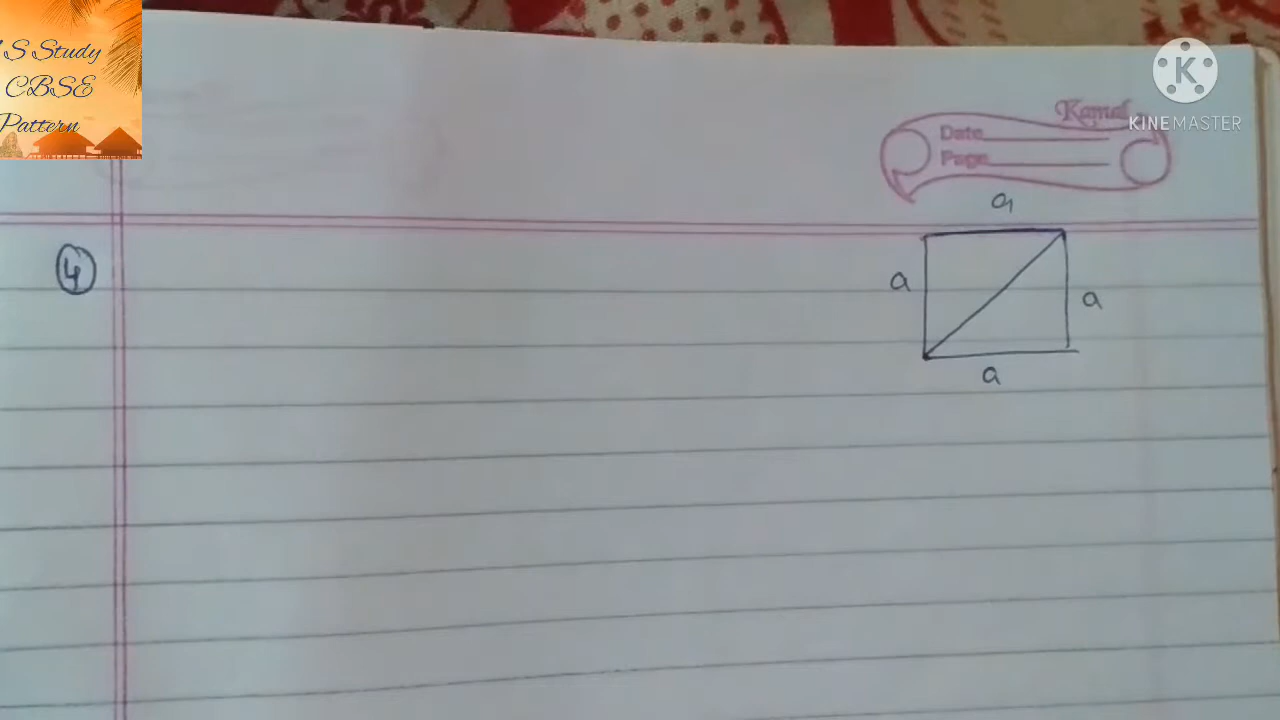 S Study
CBSE
Pattern
Kamal
KINEMASTER
Date
Page
4
a
a
a
a